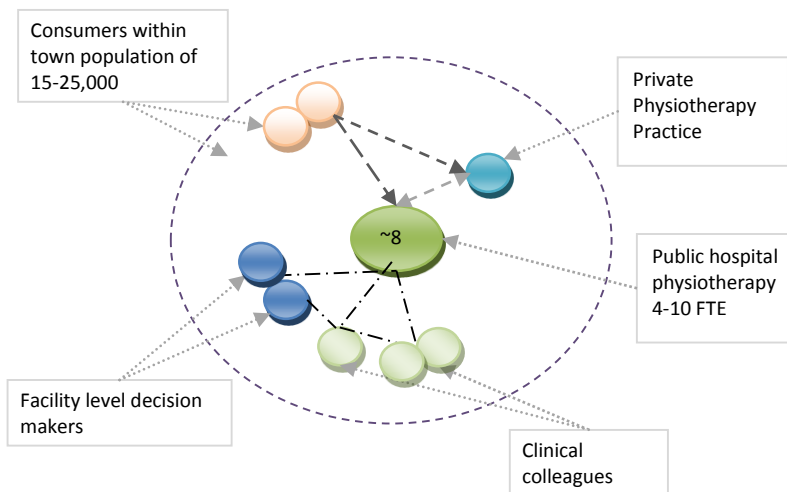 Consumers within
town population of
15-25,000
Private
Physiotherapy
Practice
~8
Public hospital
physiotherapy
4-10 FTE
Facility level decision
makers
Clinical
colleagues